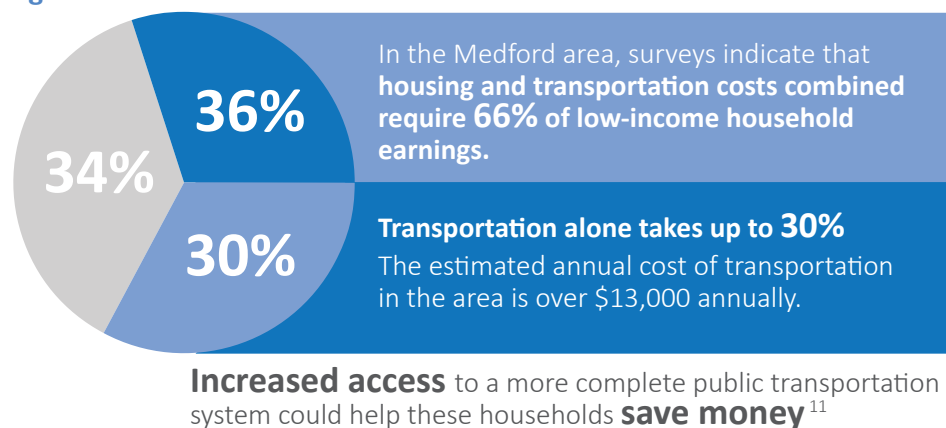 36%
34%
30%
In the Medford area, surveys indicate that
housing and transportation costs combined
require 66% of low-income household
earnings.
Transportation alone takes up to 30%
The estimated annual cost of transportation
in the area is over $13,000 annually.
Increased access to a more complete public transportation
system could help these households save money 11